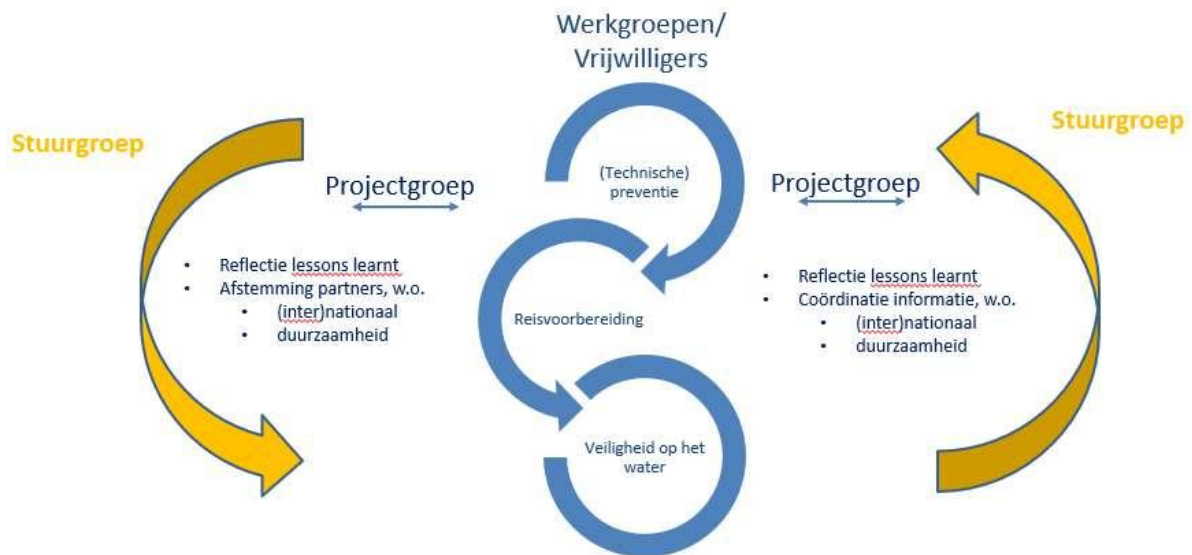 Werkgroepen/
Vrijwilligers
Stuurgroep
Projectgroep
• Reflectie lessons learnt
• Afstemming partners, w.o.
• (inter)nationaal
• duurzaamheid
(Technische)
preventie
Reisvoorbereiding
Veiligheid op het
water
Stuurgroep
Projectgroep
• Reflectie lessons learnt
• Coördinatie informatie, w.o.
• (inter)nationaal
• duurzaamheid